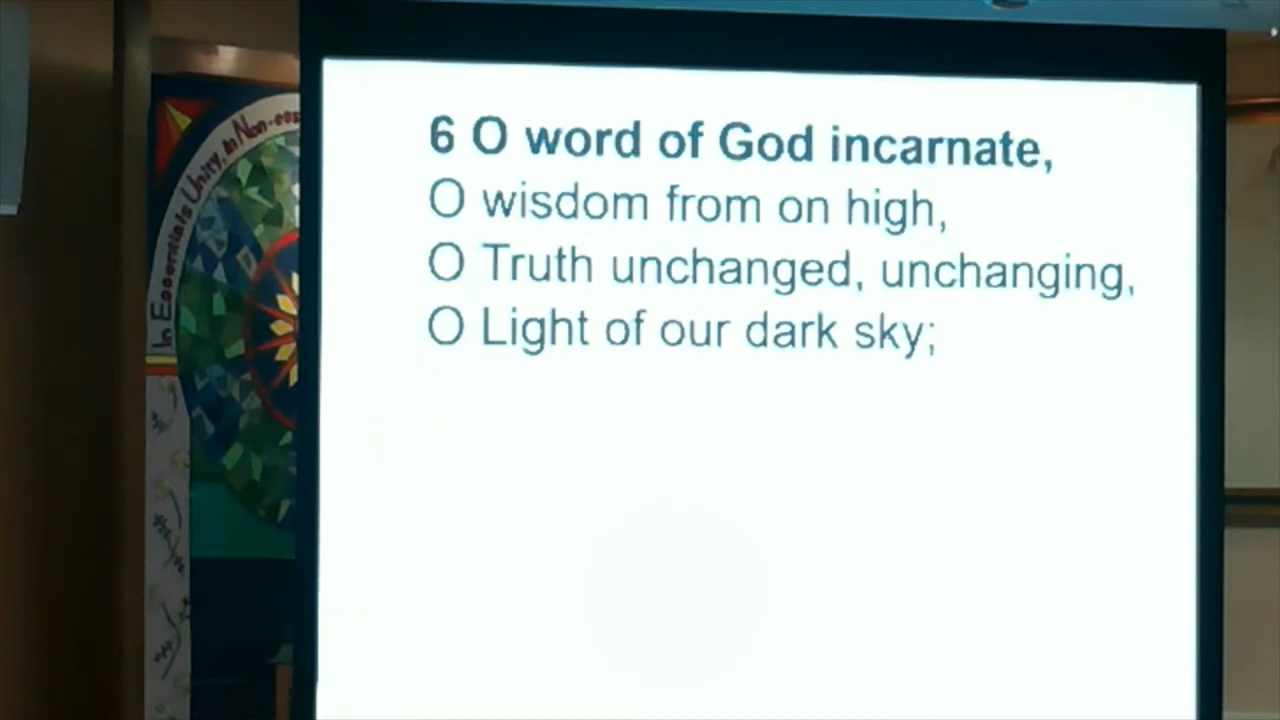 In Essentials Unity, In Non-ess
6 O word of God incarnate,
O wisdom from on high,
O Truth unchanged, unchanging,
O Light of our dark sky;